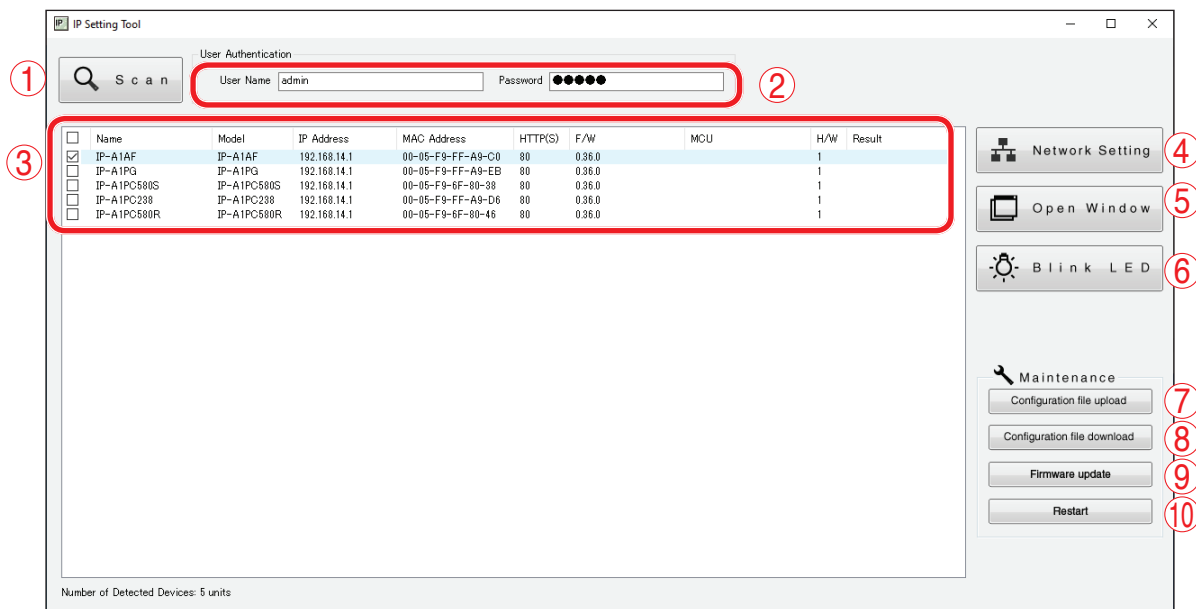 IP IP Setting Tool
User Authentication
① Scan User Name admin Password ●●●●● ②
③
Name Model IP Address MAC Address HTTP(S) F/W MCU H/W Result
IP-A1AF IP-A1AF 192.168.14.1 00-05-F9-FF-A9-C0 80 0.36.0 1
IP-A1PG IP-A1PG 192.168.14.1 00-05-F9-FF-A9-EB 80 0.36.0 1
IP-A1PC580S IP-A1PC580S 192.168.14.1 00-05-F9-6F-80-38 80 0.36.0 1
IP-A1PC238 IP-A1PC238 192.168.14.1 00-05-F9-FF-A9-D6 80 0.36.0 1
IP-A1PC580R IP-A1PC580R 192.168.14.1 00-05-F9-6F-80-46 80 0.36.0 1
Network Setting ④
Open Window ⑤
Blink LED ⑥
Maintenance
Configuration file upload ⑦
Configuration file download ⑧
Firmware update ⑨
Restart ⑩
Number of Detected Devices: 5 units